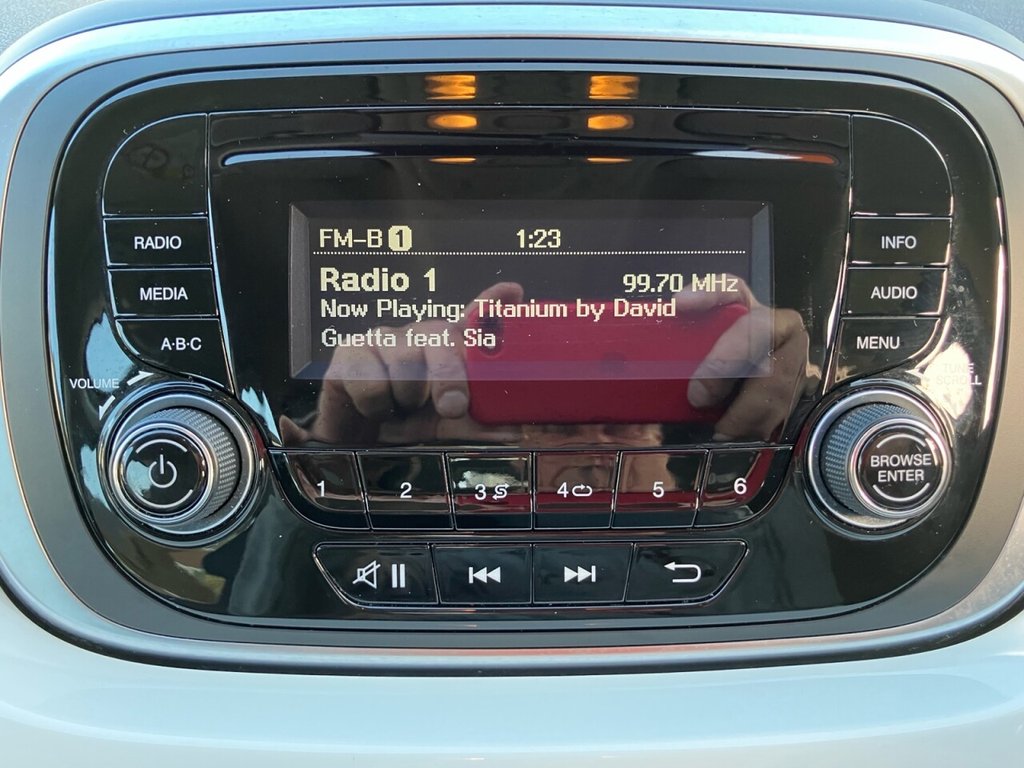 FM-B 1 1:23
Radio 1 99.70 MHz
Now Playing: Titanium by David
Guetta feat. Sia
RADIO
MEDIA
A·B·C
VOLUME
INFO
AUDIO
MENU
TUNE
SCROLL
BROWSE
ENTER
1 2 3 4 5 6